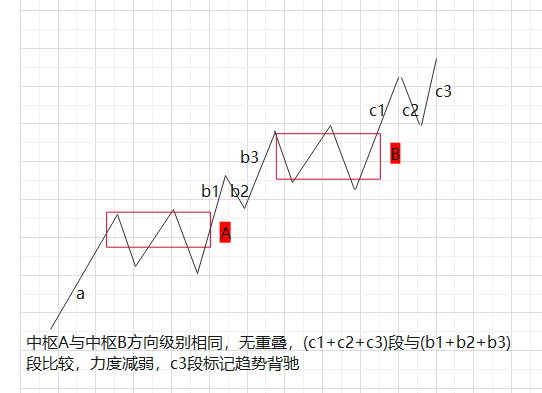 c3
c1
c2
B
b3
b1
b2
A
a
中枢A与中枢B方向级别相同，无重叠，(c1+c2+c3)段与(b1+b2+b3)
段比较，力度减弱，c3段标记趋势背驰